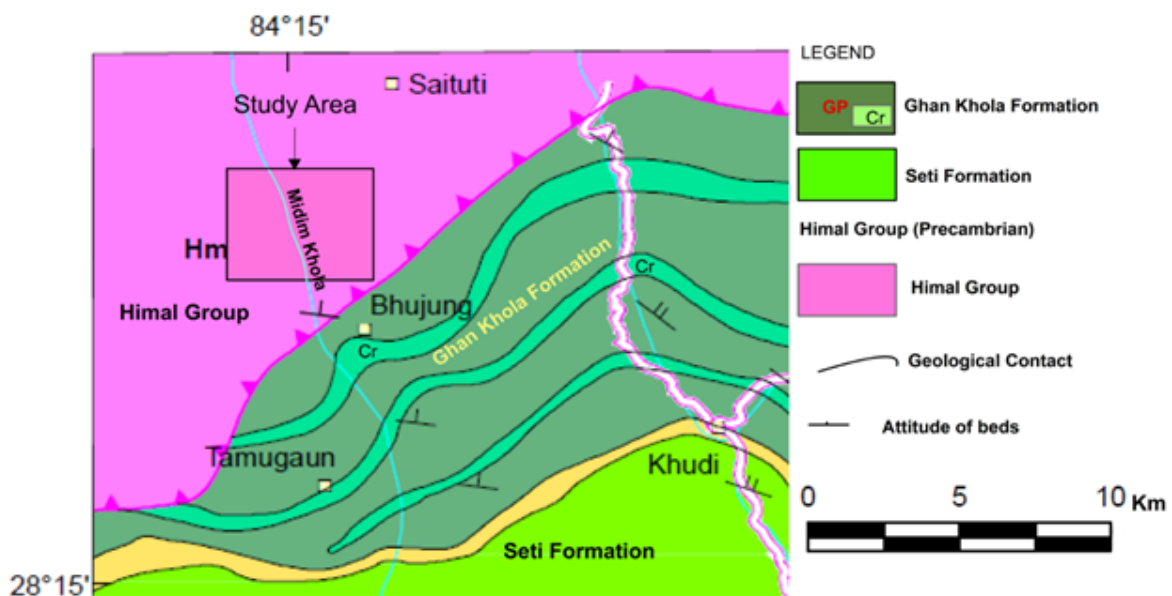 84°15'
Saituti
Study Area
Midim Khola
Hm
Himal Group
Bhujung
Cr
Ghan Khola Formation
Cr
Tamugaun
Khudi
Seti Formation
28°15'
LEGEND
GP
Cr
Ghan Khola Formation
Seti Formation
Himal Group (Precambrian)
Himal Group
Geological Contact
Attitude of beds
0 5 10 Km